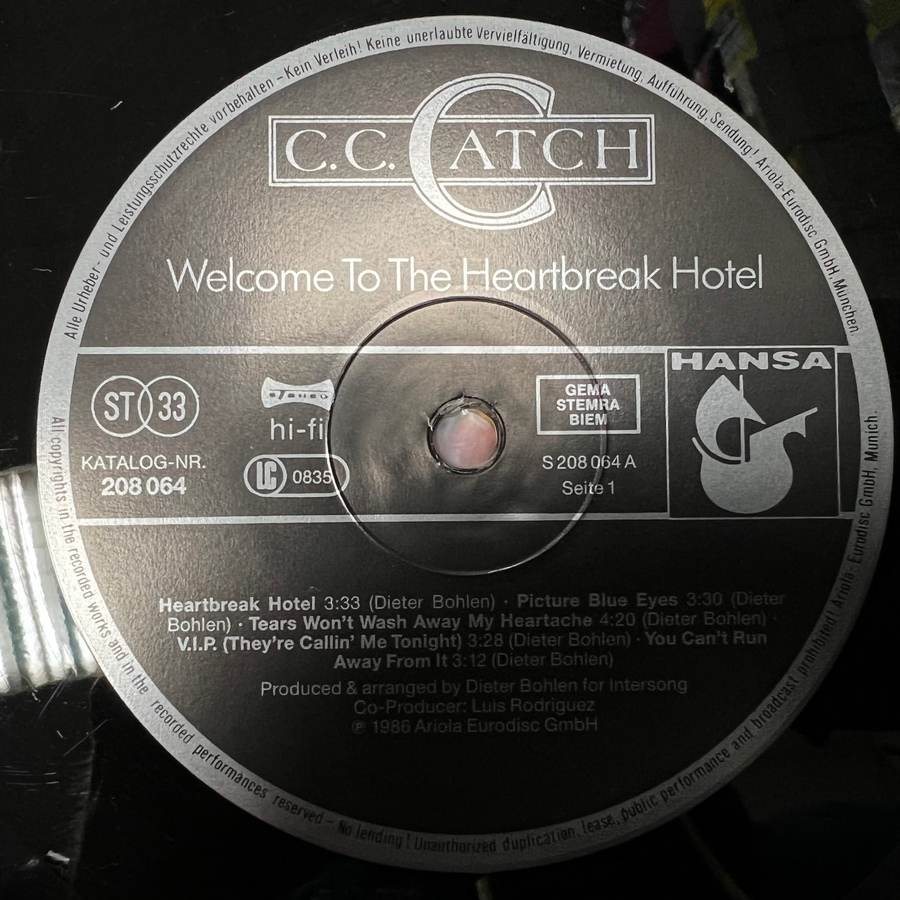 Alle Urheber- und Leistungsschutzrechte vorbehalten – Kein Verleih! Keine unerlaubte Vervielfältigung, Vermietung, Aufführung, Sendung! Ariola-Eurodisc GmbH, München
C.C. CATCH
Welcome To The Heartbreak Hotel
ST 33
stereo
hi-fi
KATALOG-NR.
208 064
LC 0835
GEMA
STEMRA
BIEM
S 208 064 A
Seite 1
HANSA
Heartbreak Hotel 3:33 (Dieter Bohlen) · Picture Blue Eyes 3:30 (Dieter
Bohlen) · Tears Won't Wash Away My Heartache 4:20 (Dieter Bohlen) ·
V.I.P. (They're Callin' Me Tonight) 3:28 (Dieter Bohlen) · You Can't Run
Away From It 3:12 (Dieter Bohlen)
Produced & arranged by Dieter Bohlen for Intersong
Co-Producer: Luis Rodriguez
℗ 1986 Ariola Eurodisc GmbH
All copyrights in the recorded works and in the recorded performances reserved – No lending! Unauthorized duplication, lease, public performance and broadcast prohibited! Ariola-Eurodisc GmbH, Munich.